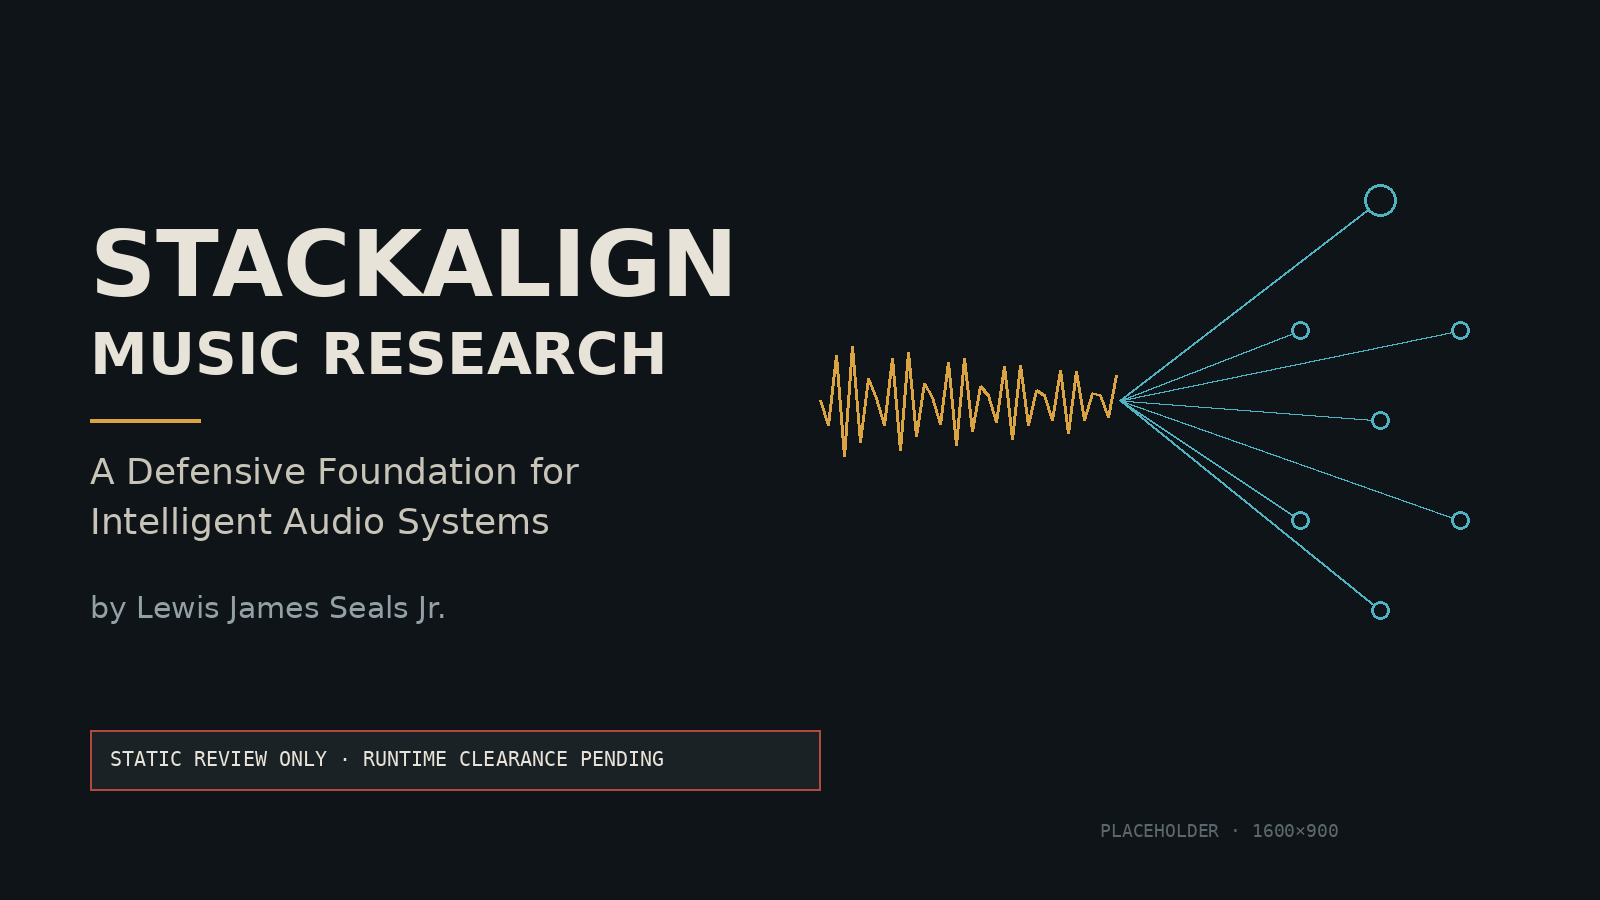 STACKALIGN
MUSIC RESEARCH
A Defensive Foundation for
Intelligent Audio Systems
by Lewis James Seals Jr.
STATIC REVIEW ONLY · RUNTIME CLEARANCE PENDING
PLACEHOLDER · 1600×900